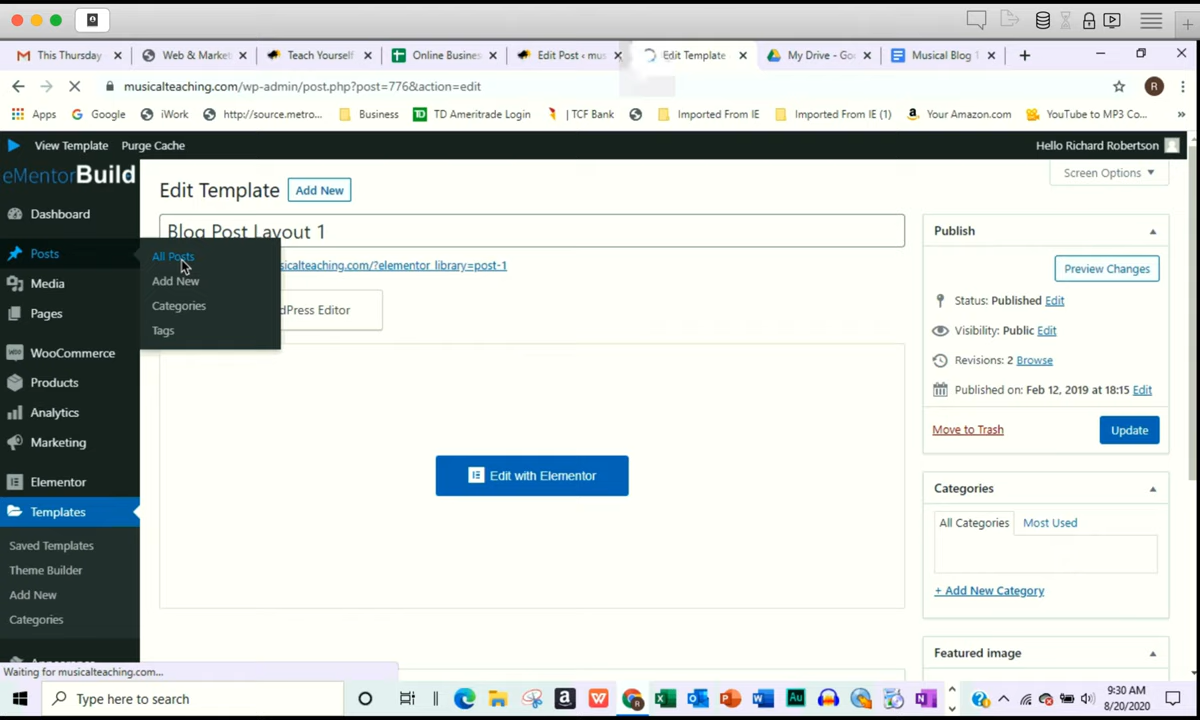 This Thursday
Web & Market
Teach Yourself
Online Busines
Edit Post ‹ mus
Edit Template
My Drive - Goo
Musical Blog 1
musicalteaching.com/wp-admin/post.php?post=776&action=edit
R
Apps
Google
iWork
http://source.metro...
Business
TD Ameritrade Login
| TCF Bank
Imported From IE
Imported From IE (1)
Your Amazon.com
YouTube to MP3 Co...
»
View Template
Purge Cache
Hello Richard Robertson
eMentorBuild
Edit Template
Add New
Screen Options
Dashboard
Blog Post Layout 1
Publish
Posts
All Posts
usicalteaching.com/?elementor_library=post-1
Preview Changes
Media
Add New
Status: Published Edit
Pages
Categories
dPress Editor
Visibility: Public Edit
Tags
WooCommerce
Revisions: 2 Browse
Products
Published on: Feb 12, 2019 at 18:15 Edit
Analytics
Move to Trash
Update
Marketing
Edit with Elementor
Elementor
Categories
Templates
All Categories
Most Used
Saved Templates
Theme Builder
Add New
+ Add New Category
Categories
Featured image
Waiting for musicalteaching.com...
Type here to search
9:30 AM
8/20/2020